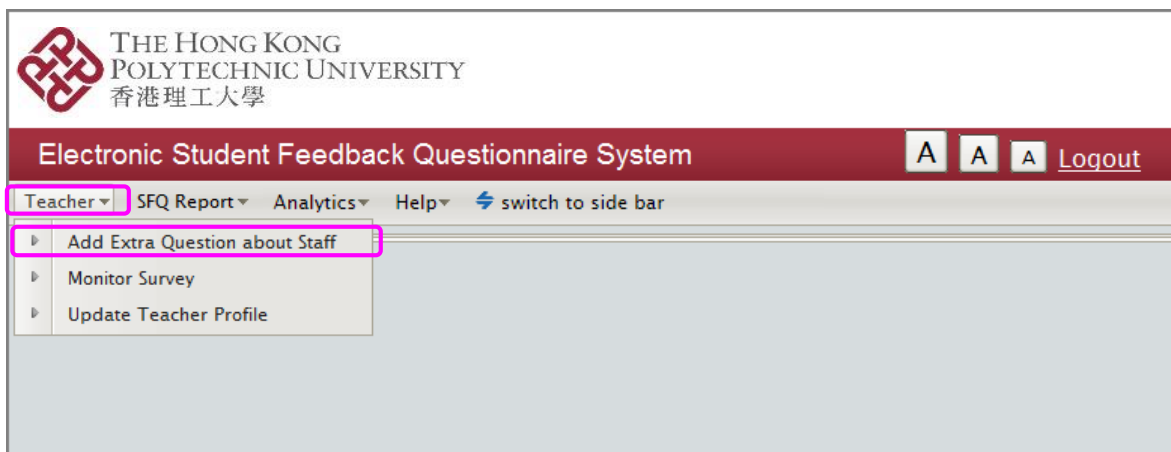 THE HONG KONG
POLYTECHNIC UNIVERSITY
香港理工大學
Electronic Student Feedback Questionnaire System A A A Logout
Teacher SFQ Report Analytics Help switch to side bar
Add Extra Question about Staff
Monitor Survey
Update Teacher Profile